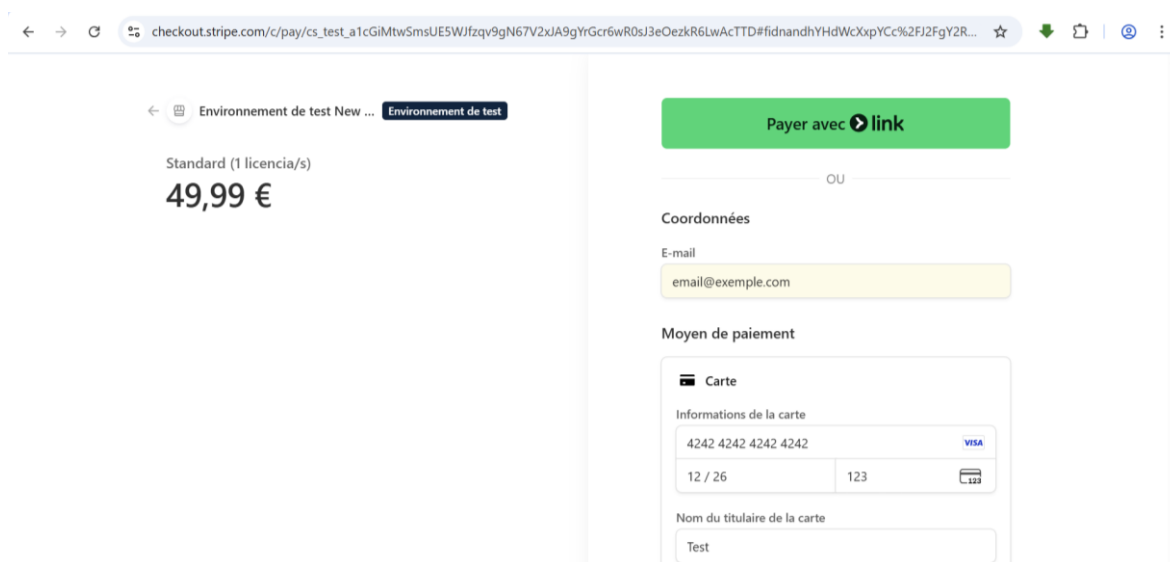 checkout.stripe.com/c/pay/cs_test_a1cGiMtwSmsUE5WJfzqv9gN67V2xJA9gYrGcr6wR0sJ3eOezkR6LwAcTTD#fidnandhYHdWcXxpYCc%2FJ2FgY2R...
Environnement de test New ... Environnement de test
Standard (1 licencia/s)
49,99 €
Payer avec link
OU
Coordonnées
E-mail
email@exemple.com
Moyen de paiement
Carte
Informations de la carte
4242 4242 4242 4242 VISA
12 / 26 123 123
Nom du titulaire de la carte
Test